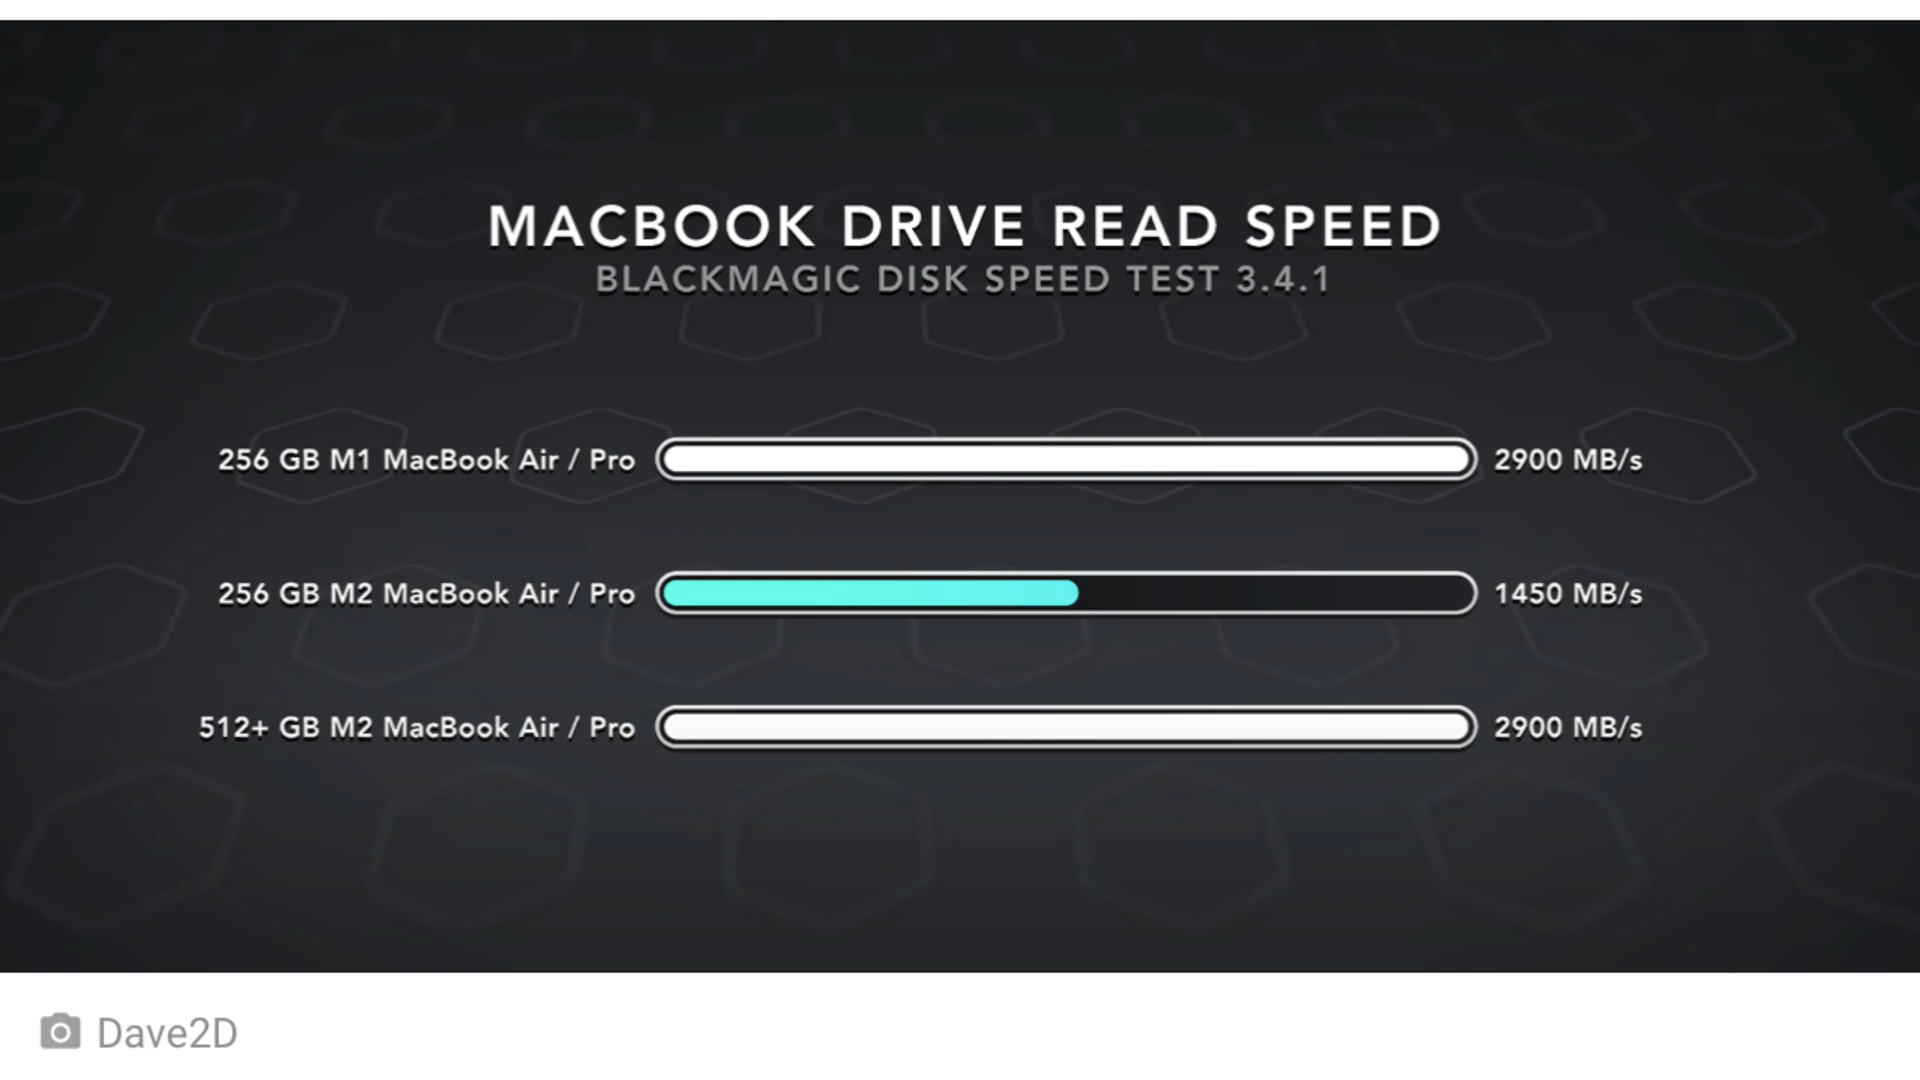 MACBOOK DRIVE READ SPEED
BLACKMAGIC DISK SPEED TEST 3.4.1
256 GB M1 MacBook Air / Pro 2900 MB/s
256 GB M2 MacBook Air / Pro 1450 MB/s
512+ GB M2 MacBook Air / Pro 2900 MB/s
Dave2D